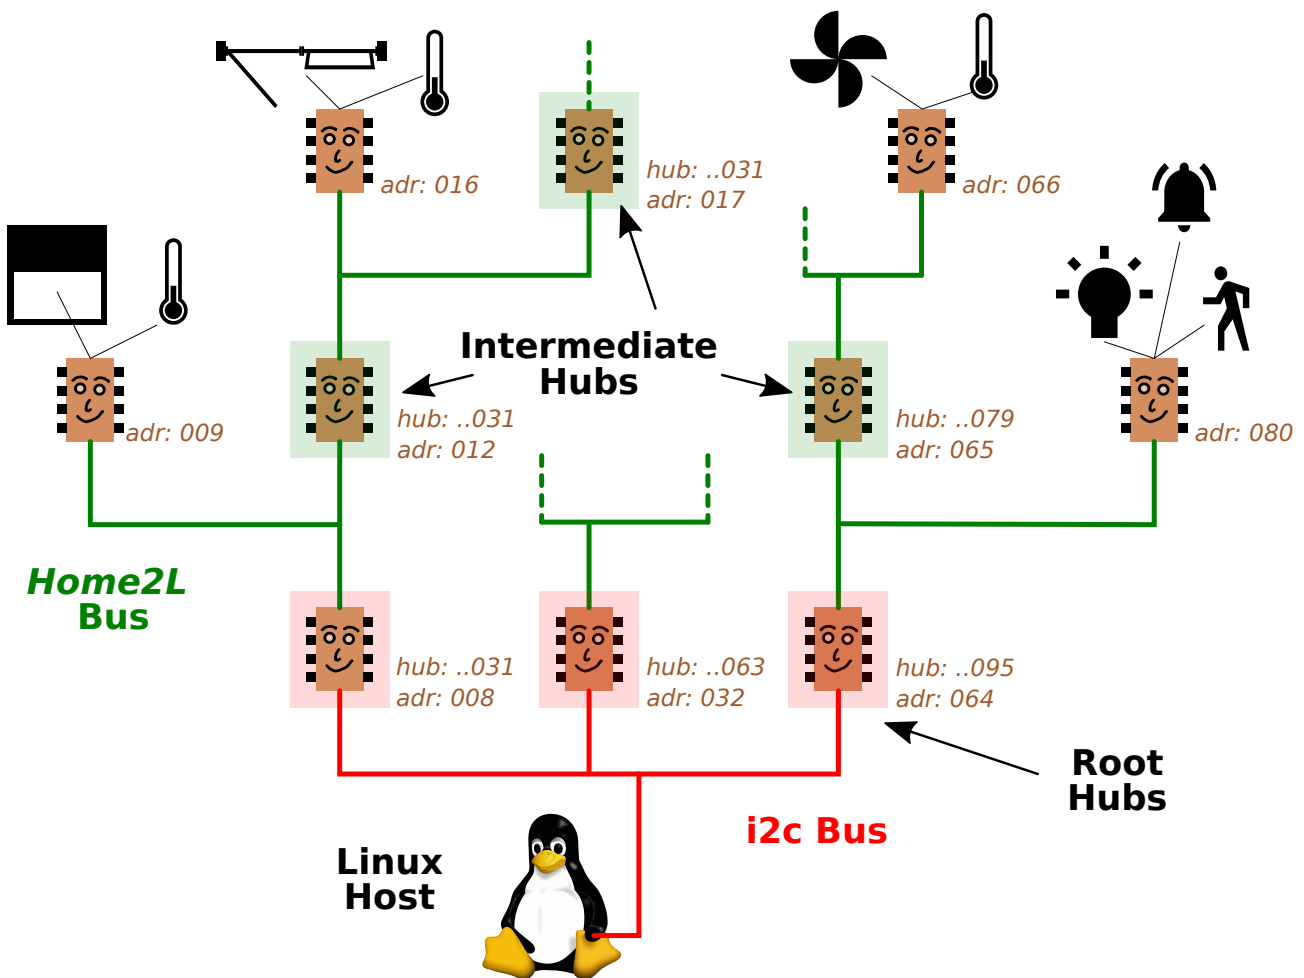 adr: 016
hub: ..031
adr: 017
adr: 066
Intermediate
Hubs
adr: 009
hub: ..031
adr: 012
hub: ..079
adr: 065
adr: 080
Home2L
Bus
hub: ..031
adr: 008
hub: ..063
adr: 032
hub: ..095
adr: 064
Root
Hubs
i2c Bus
Linux
Host